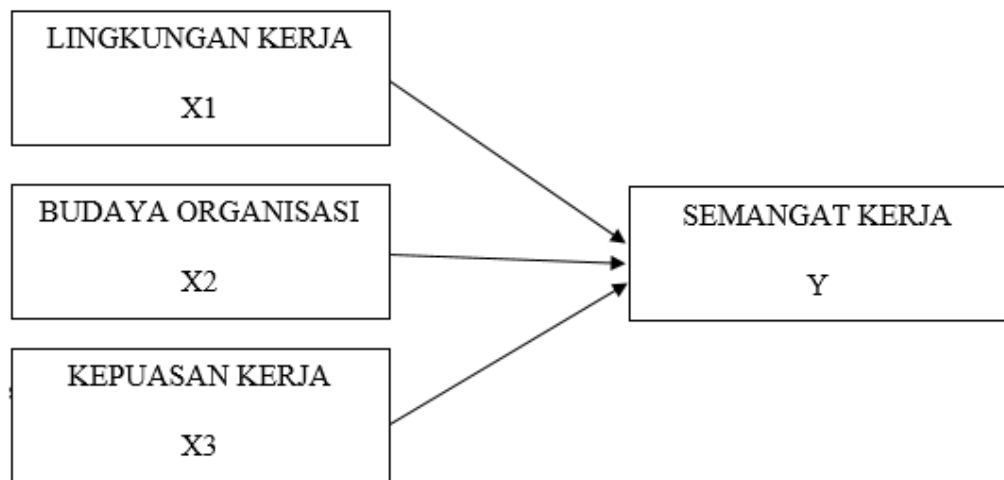 LINGKUNGAN KERJA
X1
BUDAYA ORGANISASI
X2
KEPUASAN KERJA
X3
SEMANGAT KERJA
Y